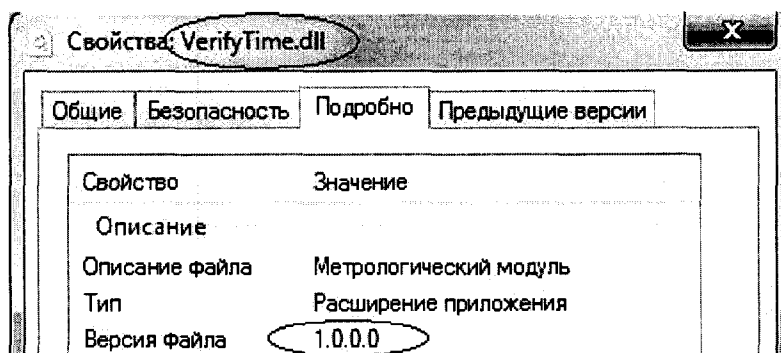 Свойства: VerifyTime.dll
Общие Безопасность Подробно Предыдущие версии
Свойство Значение
Описание
Описание файла Метрологический модуль
Тип Расширение приложения
Версия файла 1.0.0.0